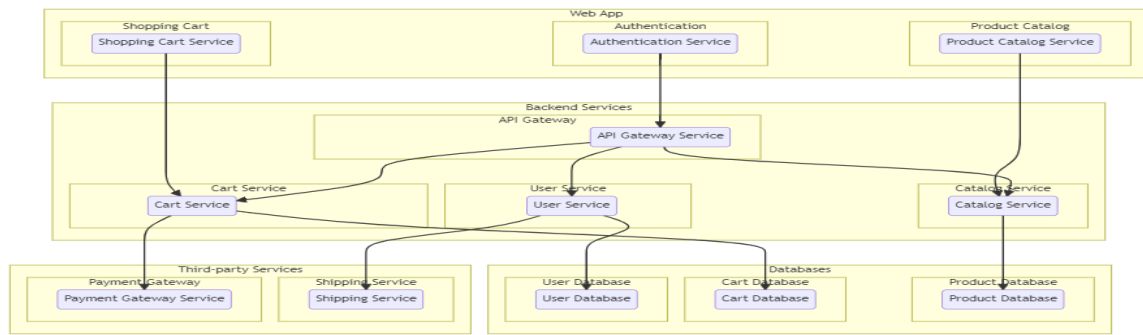 Web App
Shopping Cart
Authentication
Product Catalog
Shopping Cart Service
Authentication Service
Product Catalog Service
Backend Services
API Gateway
API Gateway Service
Cart Service
User Service
Catalog Service
Cart Service
User Service
Catalog Service
Third-party Services
Databases
Payment Gateway
Shipping Service
User Database
Cart Database
Product Database
Payment Gateway Service
Shipping Service
User Database
Cart Database
Product Database